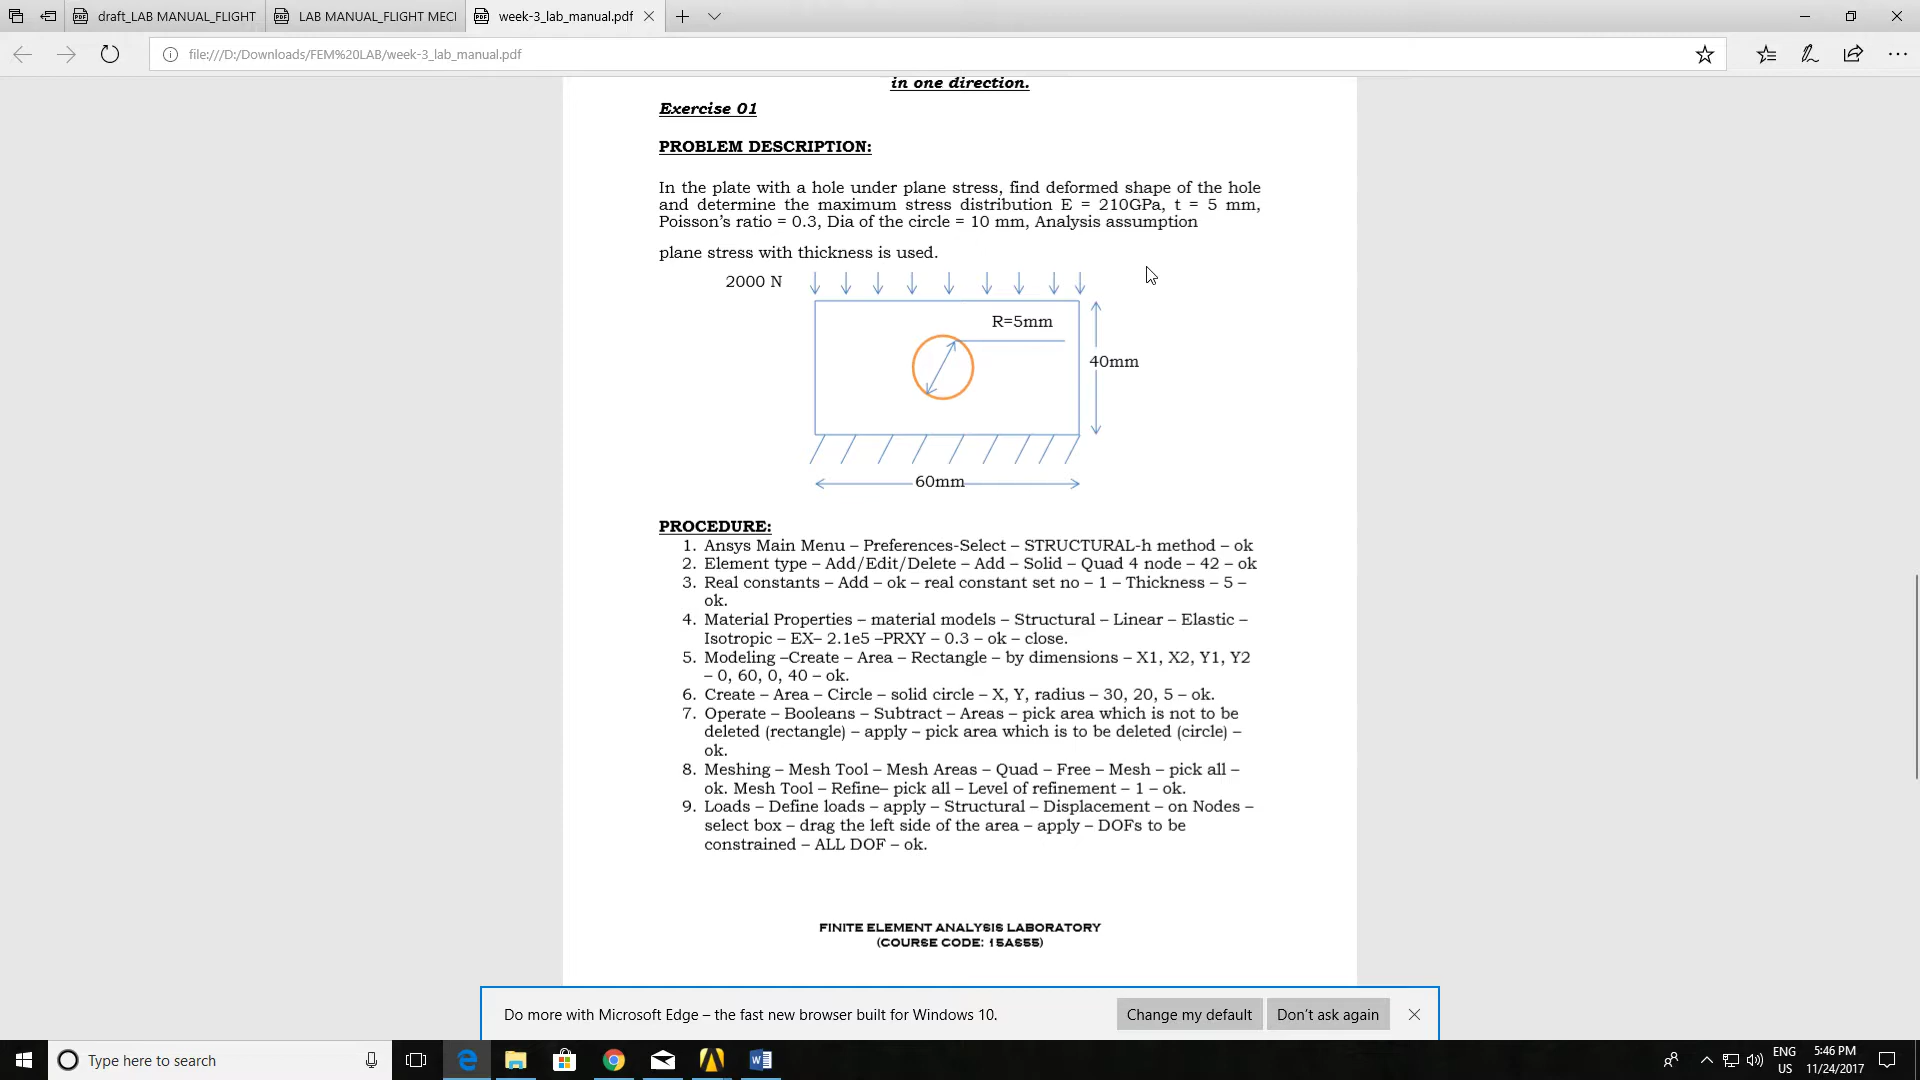 draft_LAB MANUAL_FLIGHT
LAB MANUAL_FLIGHT MECI
week-3_lab_manual.pdf
file:///D:/Downloads/FEM%20LAB/week-3_lab_manual.pdf
in one direction.
Exercise 01
PROBLEM DESCRIPTION:
In the plate with a hole under plane stress, find deformed shape of the hole
and determine the maximum stress distribution E = 210GPa, t = 5 mm,
Poisson's ratio = 0.3, Dia of the circle = 10 mm, Analysis assumption
plane stress with thickness is used.
2000 N
R=5mm
40mm
60mm
PROCEDURE:
1. Ansys Main Menu – Preferences-Select – STRUCTURAL-h method – ok
2. Element type – Add/Edit/Delete – Add – Solid – Quad 4 node – 42 – ok
3. Real constants – Add – ok – real constant set no – 1 – Thickness – 5 –
ok.
4. Material Properties – material models – Structural – Linear – Elastic –
Isotropic – EX– 2.1e5 –PRXY – 0.3 – ok – close.
5. Modeling –Create – Area – Rectangle – by dimensions – X1, X2, Y1, Y2
– 0, 60, 0, 40 – ok.
6. Create – Area – Circle – solid circle – X, Y, radius – 30, 20, 5 – ok.
7. Operate – Booleans – Subtract – Areas – pick area which is not to be
deleted (rectangle) – apply – pick area which is to be deleted (circle) –
ok.
8. Meshing – Mesh Tool – Mesh Areas – Quad – Free – Mesh – pick all –
ok. Mesh Tool – Refine– pick all – Level of refinement – 1 – ok.
9. Loads – Define loads – apply – Structural – Displacement – on Nodes –
select box – drag the left side of the area – apply – DOFs to be
constrained – ALL DOF – ok.
FINITE ELEMENT ANALYSIS LABORATORY
(COURSE CODE: 15AS55)
Do more with Microsoft Edge – the fast new browser built for Windows 10.
Change my default
Don't ask again
Type here to search
ENG
US
5:46 PM
11/24/2017